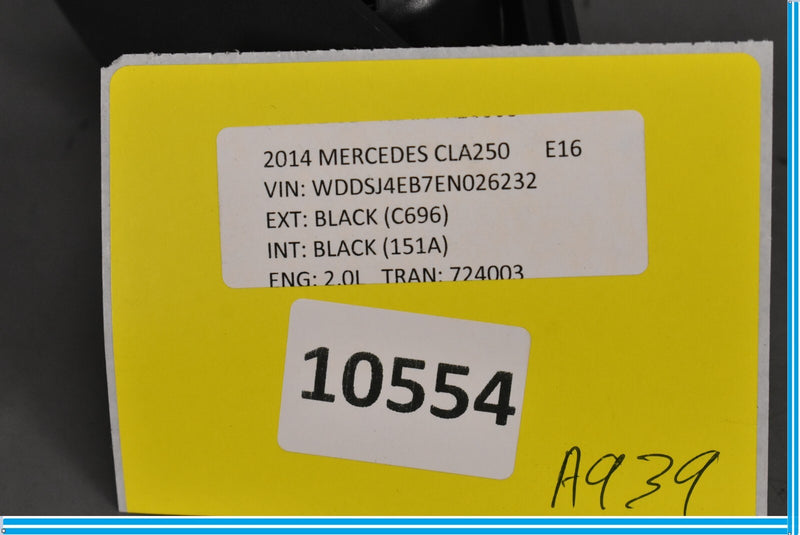 2014 MERCEDES CLA250 E16
VIN: WDDSJ4EB7EN026232
EXT: BLACK (C696)
INT: BLACK (151A)
ENG: 2.0L TRAN: 724003
10554
A939